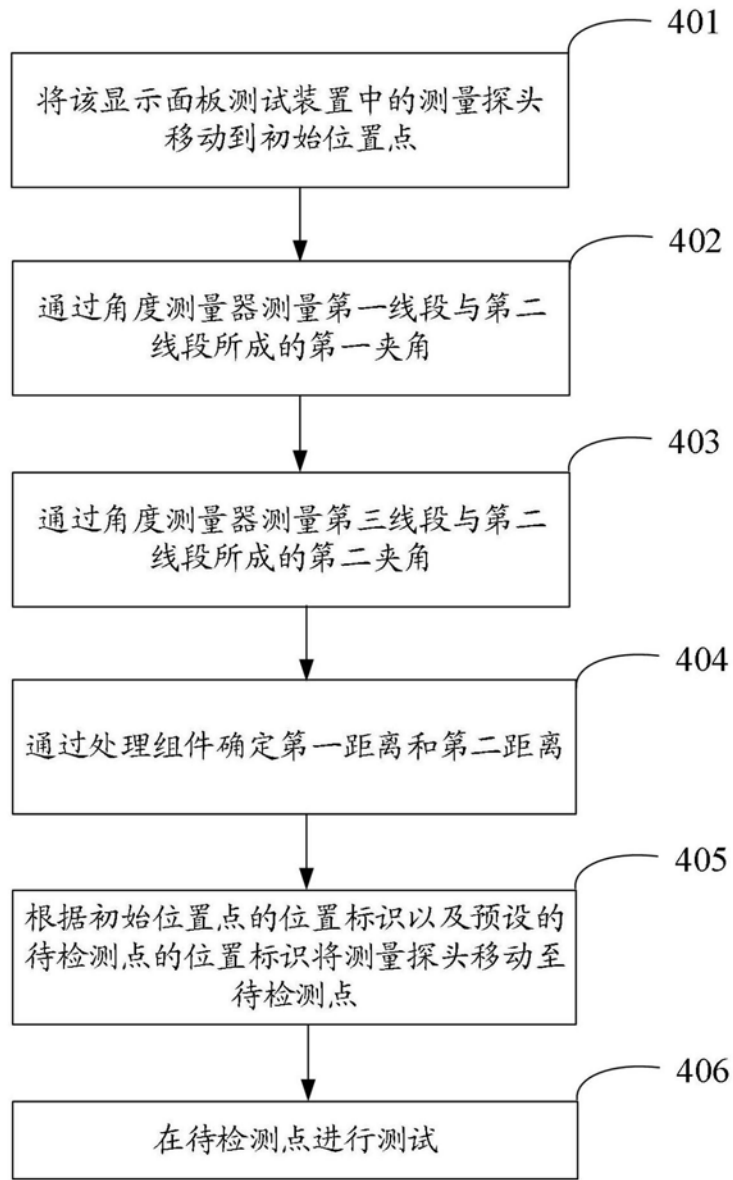 401
将该显示面板测试装置中的测量探头
移动到初始位置点
402
通过角度测量器测量第一线段与第二
线段所成的第一夹角
403
通过角度测量器测量第三线段与第二
线段所成的第二夹角
404
通过处理组件确定第一距离和第二距离
405
根据初始位置点的位置标识以及预设的
待检测点的位置标识将测量探头移动至
待检测点
406
在待检测点进行测试